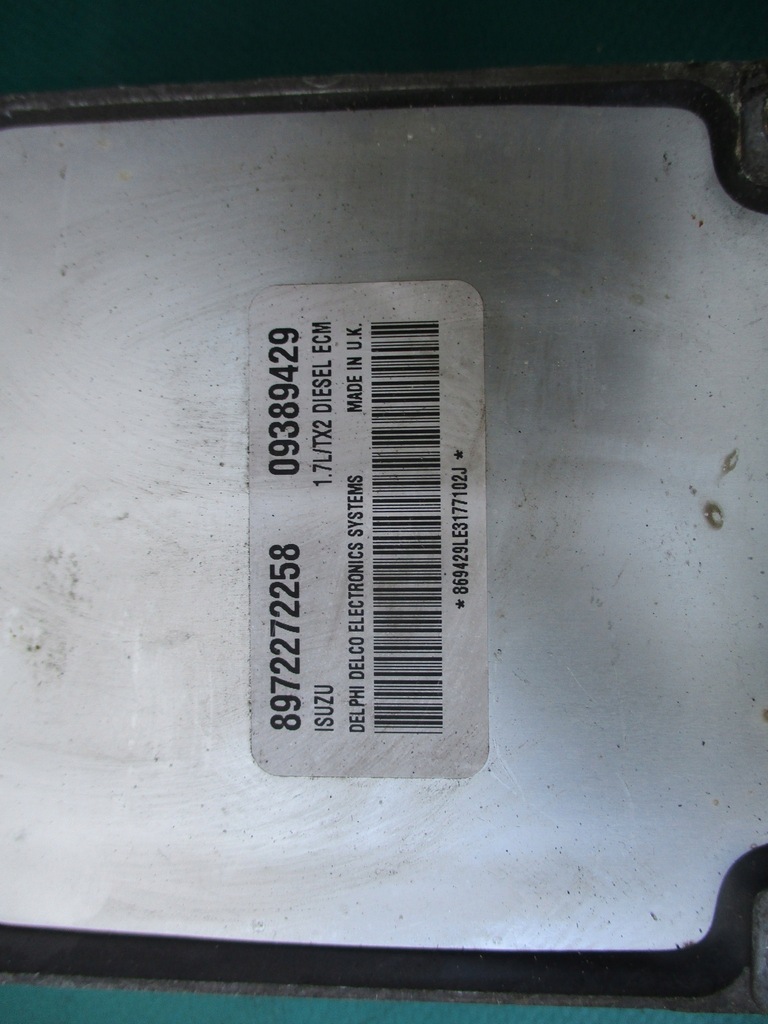 8972272258 09389429
ISUZU 1.7L/TX2 DIESEL ECM
DELPHI DELCO ELECTRONICS SYSTEMS MADE IN U.K.
* 869429LE3177102J *